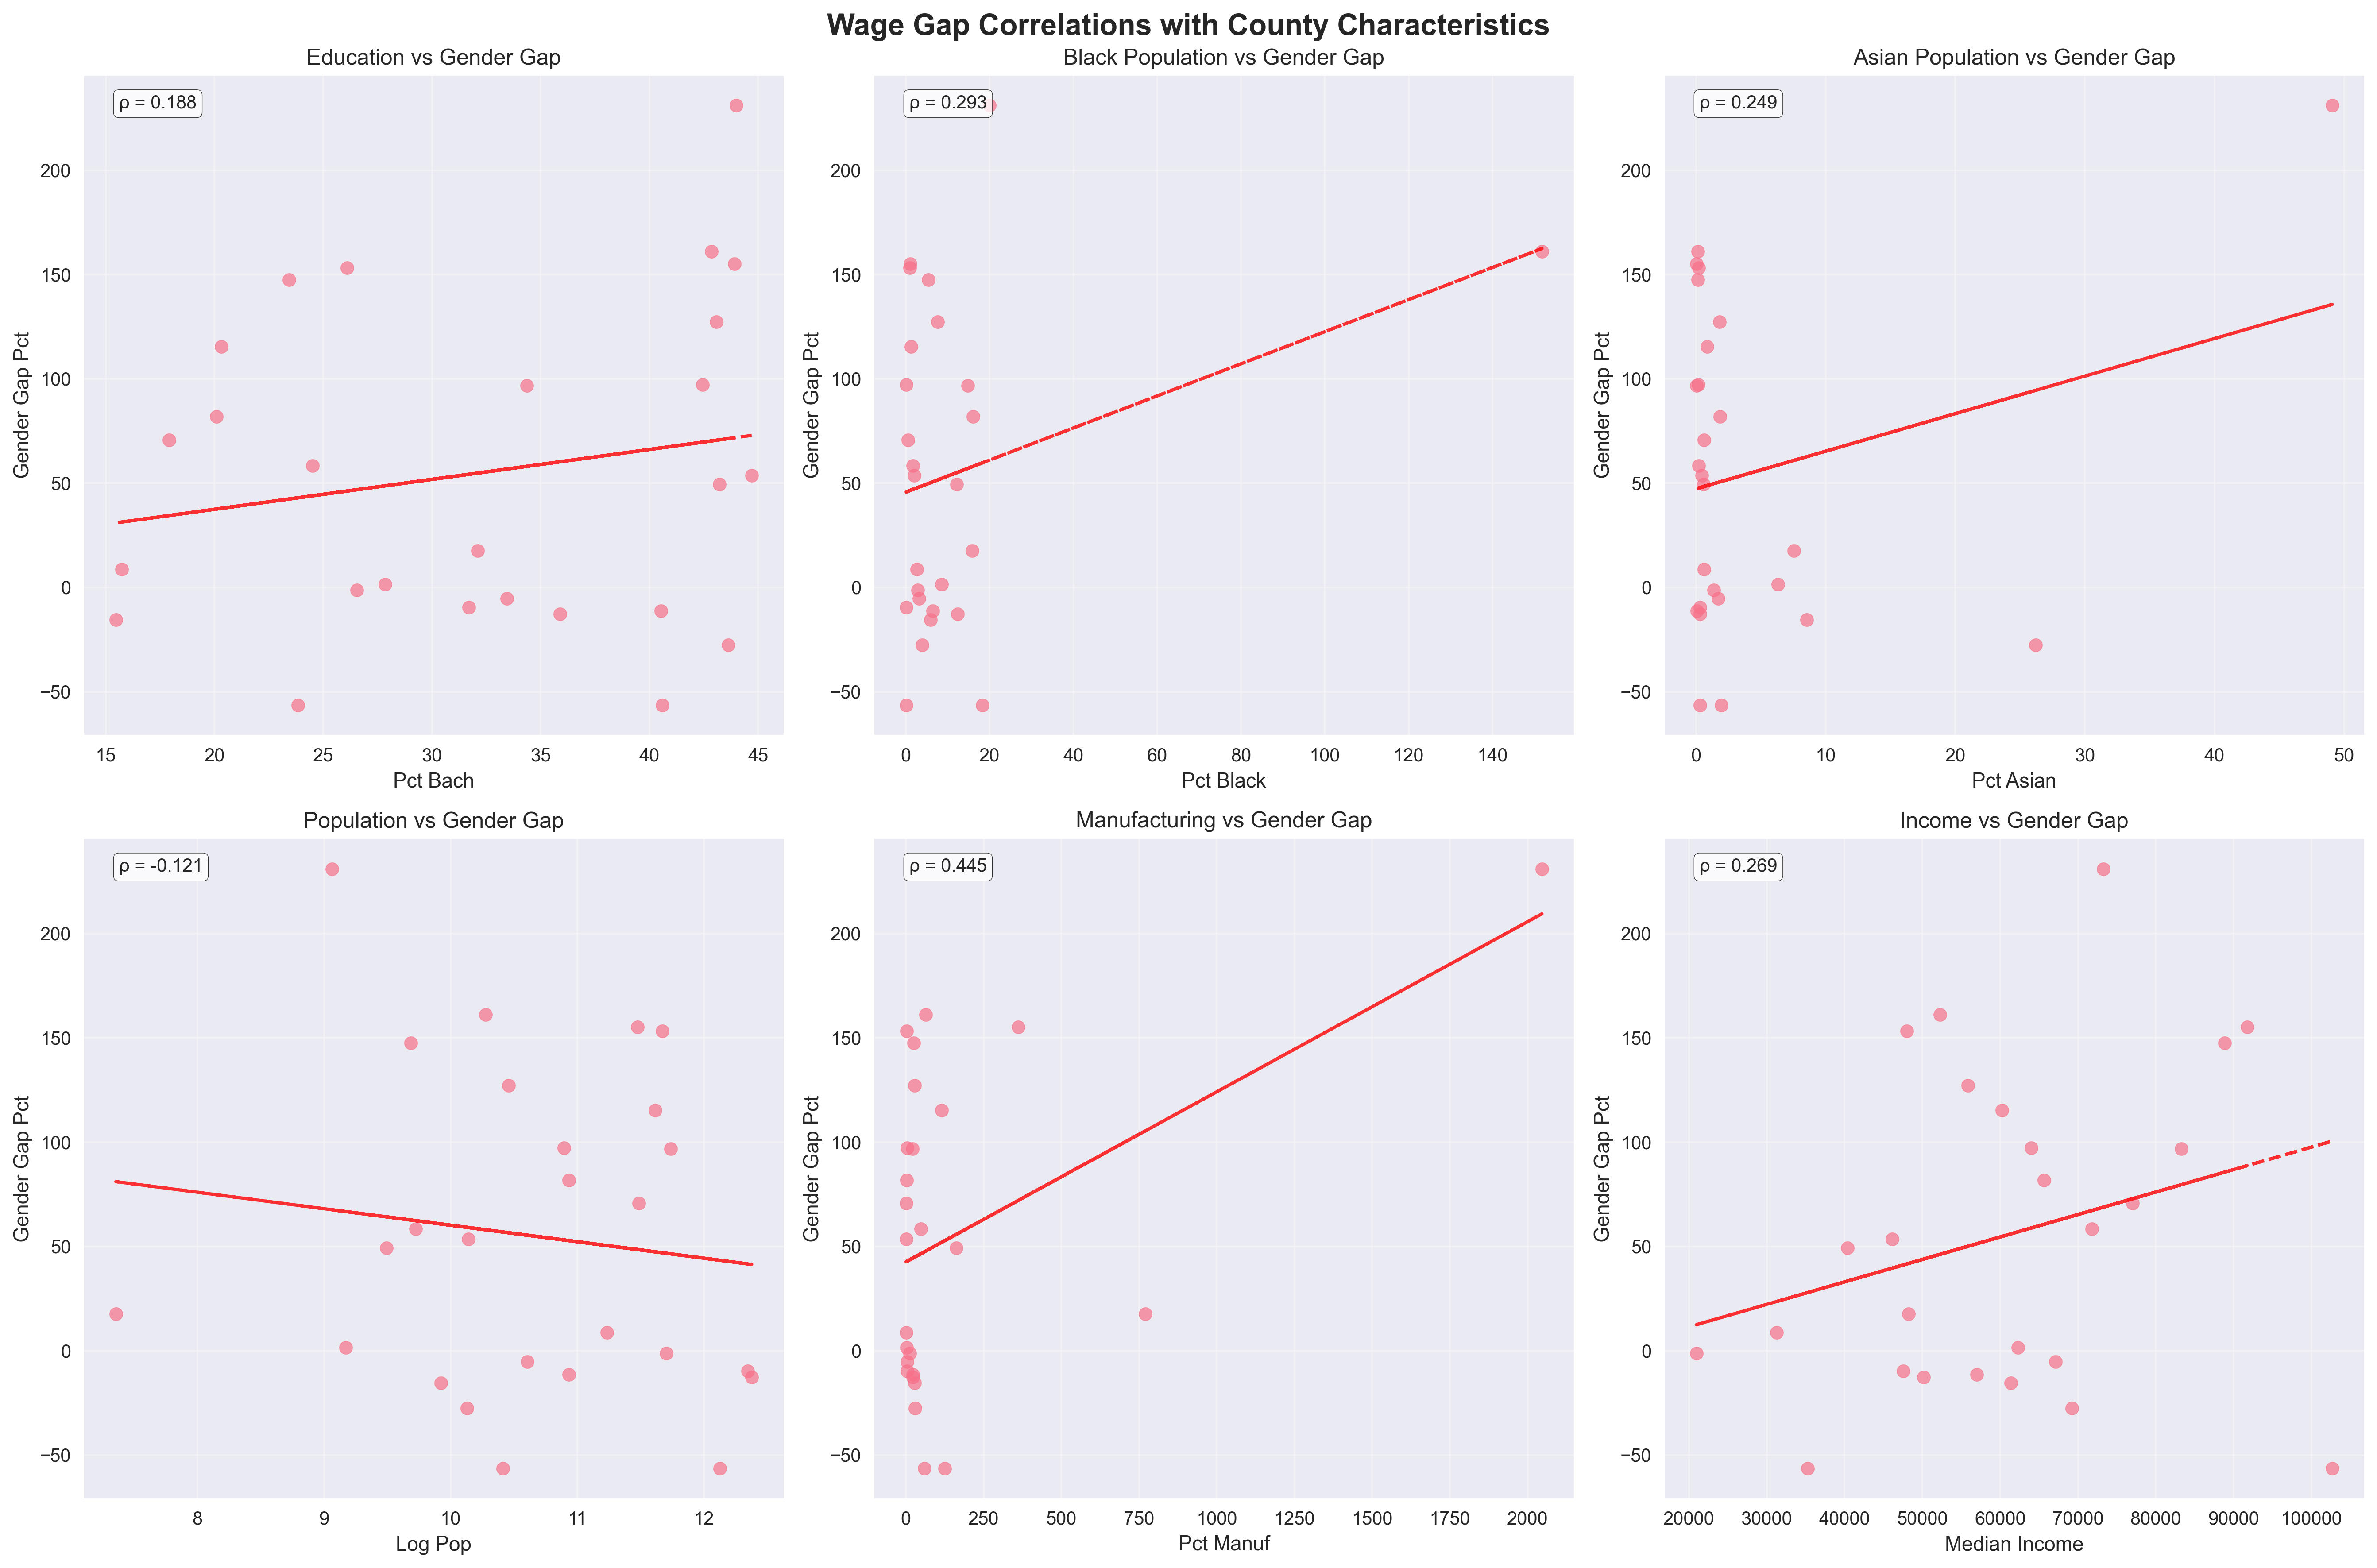 Wage Gap Correlations with County Characteristics
Education vs Gender Gap
ρ = 0.188
200
150
100
50
0
−50
Gender Gap Pct
15 20 25 30 35 40 45
Pct Bach
Black Population vs Gender Gap
ρ = 0.293
200
150
100
50
0
−50
Gender Gap Pct
0 20 40 60 80 100 120 140
Pct Black
Asian Population vs Gender Gap
ρ = 0.249
200
150
100
50
0
−50
Gender Gap Pct
0 10 20 30 40 50
Pct Asian
Population vs Gender Gap
ρ = -0.121
200
150
100
50
0
−50
Gender Gap Pct
8 9 10 11 12
Log Pop
Manufacturing vs Gender Gap
ρ = 0.445
200
150
100
50
0
−50
Gender Gap Pct
0 250 500 750 1000 1250 1500 1750 2000
Pct Manuf
Income vs Gender Gap
ρ = 0.269
200
150
100
50
0
−50
Gender Gap Pct
20000 30000 40000 50000 60000 70000 80000 90000 100000
Median Income